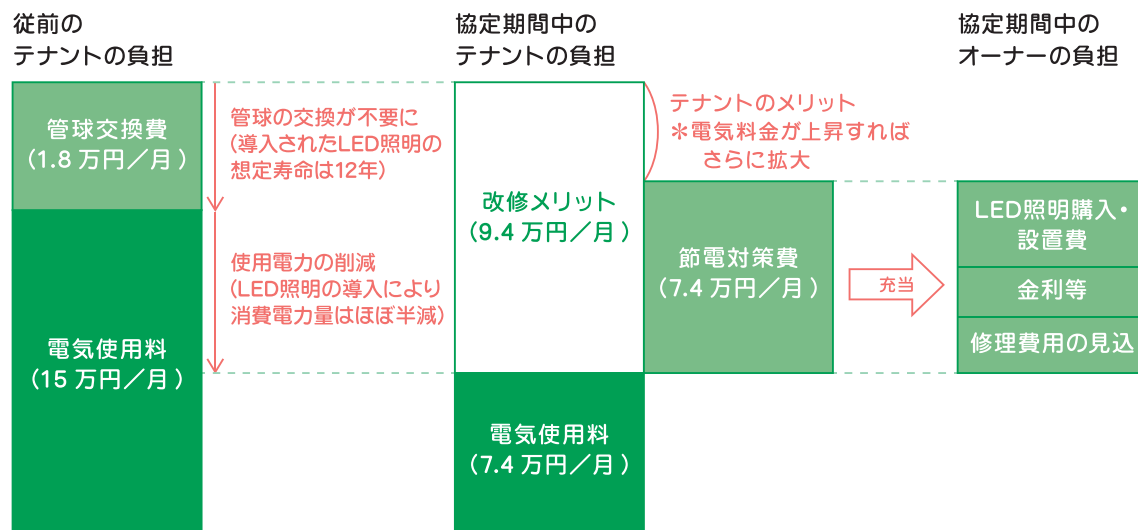 従前の
テナントの負担
管球交換費
(1.8 万円／月)
電気使用料
(15 万円／月)
管球の交換が不要に
(導入されたLED照明の
想定寿命は12年)
使用電力の削減
(LED照明の導入により
消費電力量はほぼ半減)
協定期間中の
テナントの負担
改修メリット
(9.4 万円／月)
電気使用料
(7.4 万円／月)
テナントのメリット
＊電気料金が上昇すれば
さらに拡大
節電対策費
(7.4 万円／月)
充当
協定期間中の
オーナーの負担
LED照明購入・
設置費
金利等
修理費用の見込